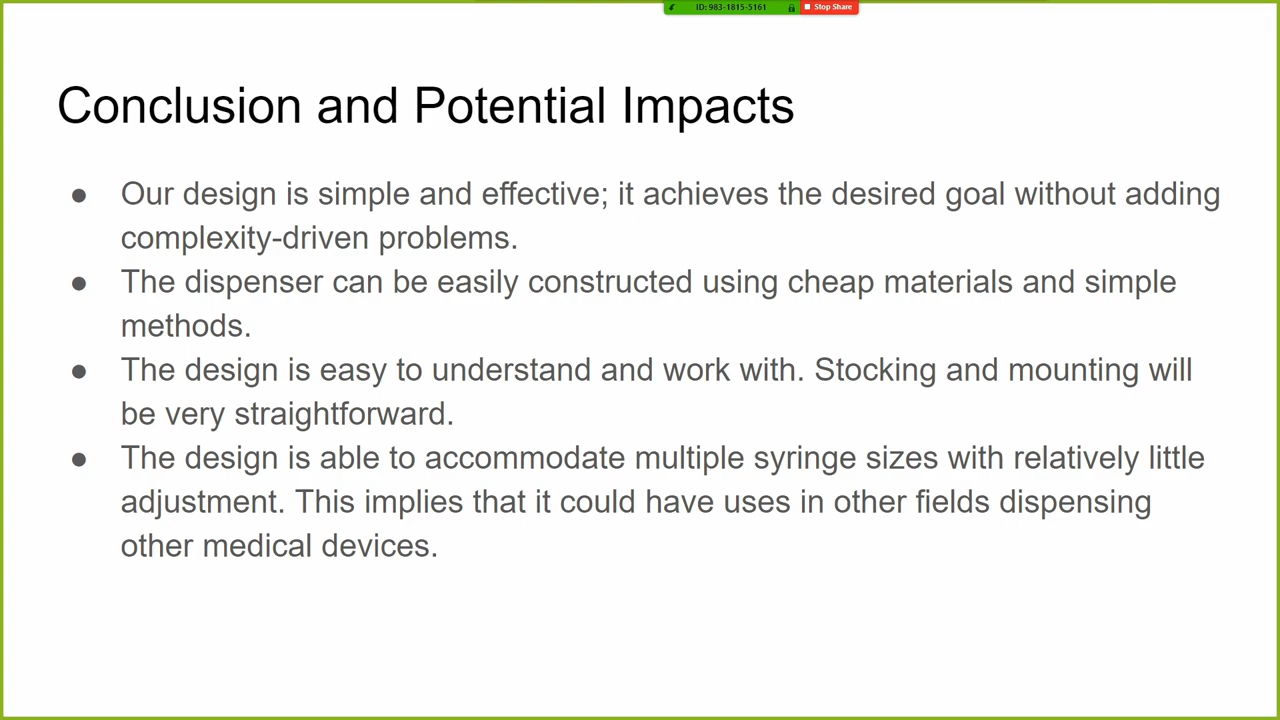 ID: 983-1815-5161 Stop Share
Conclusion and Potential Impacts
● Our design is simple and effective; it achieves the desired goal without adding
complexity-driven problems.
● The dispenser can be easily constructed using cheap materials and simple
methods.
● The design is easy to understand and work with. Stocking and mounting will
be very straightforward.
● The design is able to accommodate multiple syringe sizes with relatively little
adjustment. This implies that it could have uses in other fields dispensing
other medical devices.